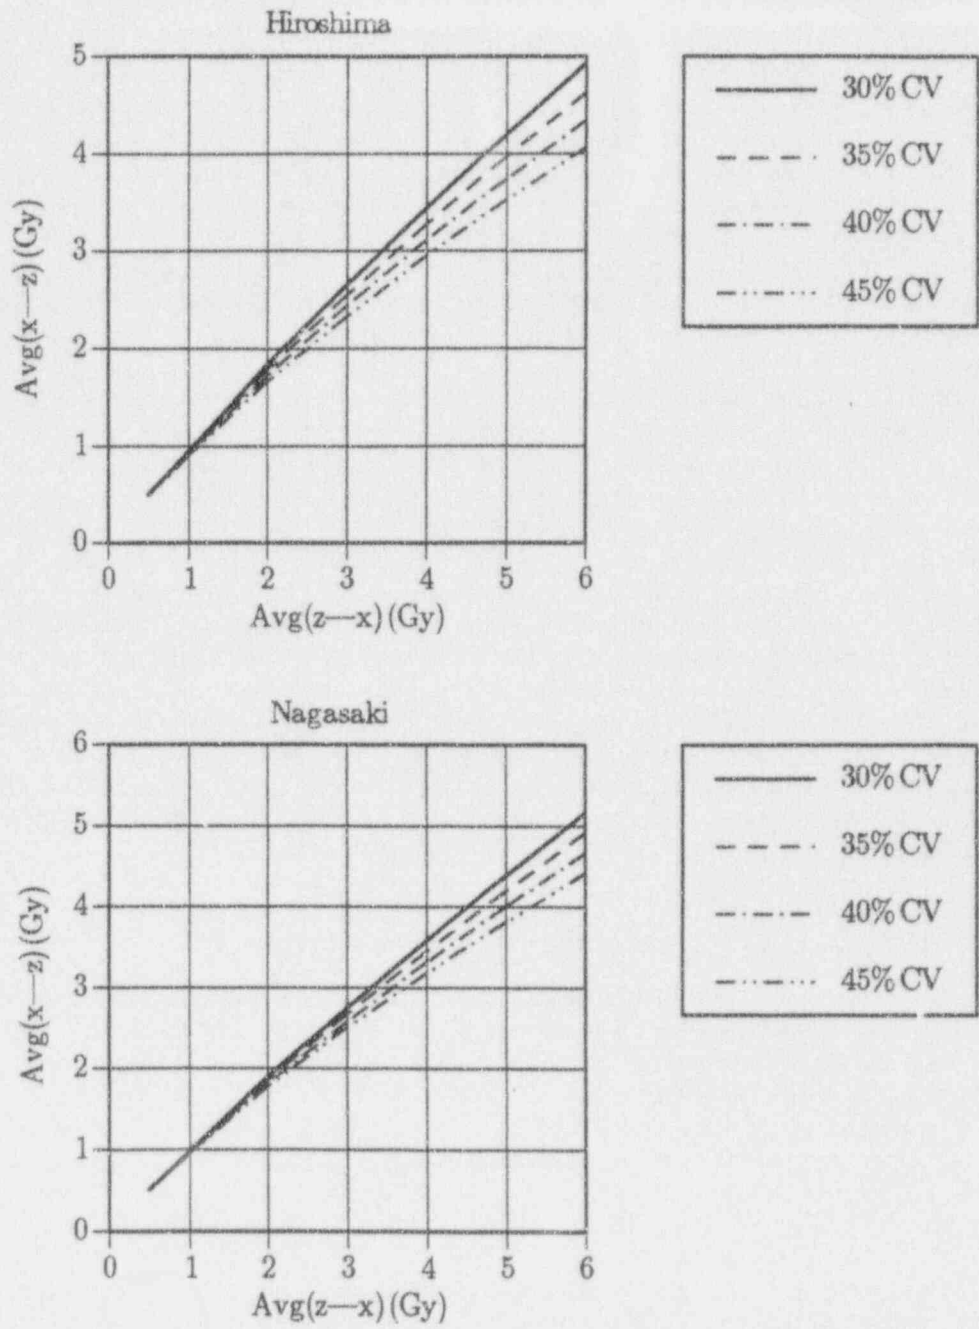 Hiroshima
5
4
3
2
1
0
Avg(x—z)(Gy)
0 1 2 3 4 5 6
Avg(z—x)(Gy)
30% CV
35% CV
40% CV
45% CV
Nagasaki
6
5
4
3
2
1
0
Avg(x—z)(Gy)
0 1 2 3 4 5 6
Avg(z—x)(Gy)
30% CV
35% CV
40% CV
45% CV